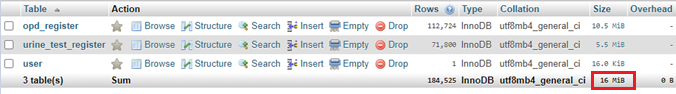 Table Action Rows Type Collation Size Overhead
opd_register Browse Structure Search Insert Empty Drop 112,724 InnoDB utf8mb4_general_ci 10.5 MiB -
urine_test_register Browse Structure Search Insert Empty Drop 71,800 InnoDB utf8mb4_general_ci 5.5 MiB -
user Browse Structure Search Insert Empty Drop 1 InnoDB utf8mb4_general_ci 16.0 KiB -
3 table(s) Sum 184,525 InnoDB utf8mb4_general_ci 16 MiB 0 B